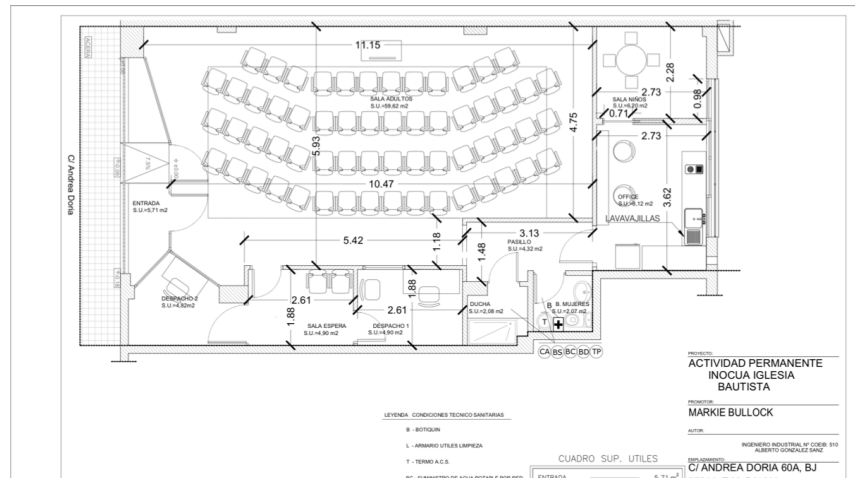 11.15
SALA ADULTOS
S.U.=59,62 m2
5.93
4.75
10.47
2.28
2.73
SALA NIÑOS
S.U.=6,20 m2
0.98
0.71
2.73
3.62
OFFICE
S.U.=8,12 m2
LAVAVAJILLAS
C/ Andrea Doria
7.5%
ENTRADA
S.U.=5,71 m2
5.42
1.18
3.13
PASILLO
S.U.=4,32 m2
1.48
DESPACHO 2
S.U.=4,82m2
2.61
1.88
SALA ESPERA
S.U.=4,90 m2
1.88
2.61
DESPACHO 1
S.U.=4,90 m2
DUCHA
S.U.=2,08 m2
B
T
B. MUJERES
S.U.=2,07 m2
CA BS BC BD TP
PROYECTO:
ACTIVIDAD PERMANENTE
INOCUA IGLESIA
BAUTISTA
PROMOTOR:
MARKIE BULLOCK
AUTOR:
INGENIERO INDUSTRIAL Nº COEIB: 510
ALBERTO GONZALEZ SANZ
EMPLAZAMIENTO:
C/ ANDREA DORIA 60A, BJ
LEYENDA CONDICIONES TECNICO SANITARIAS
B - BOTIQUIN
L - ARMARIO UTILES LIMPIEZA
T - TERMO A.C.S.
CUADRO SUP. UTILES
ENTRADA 5,71 m²